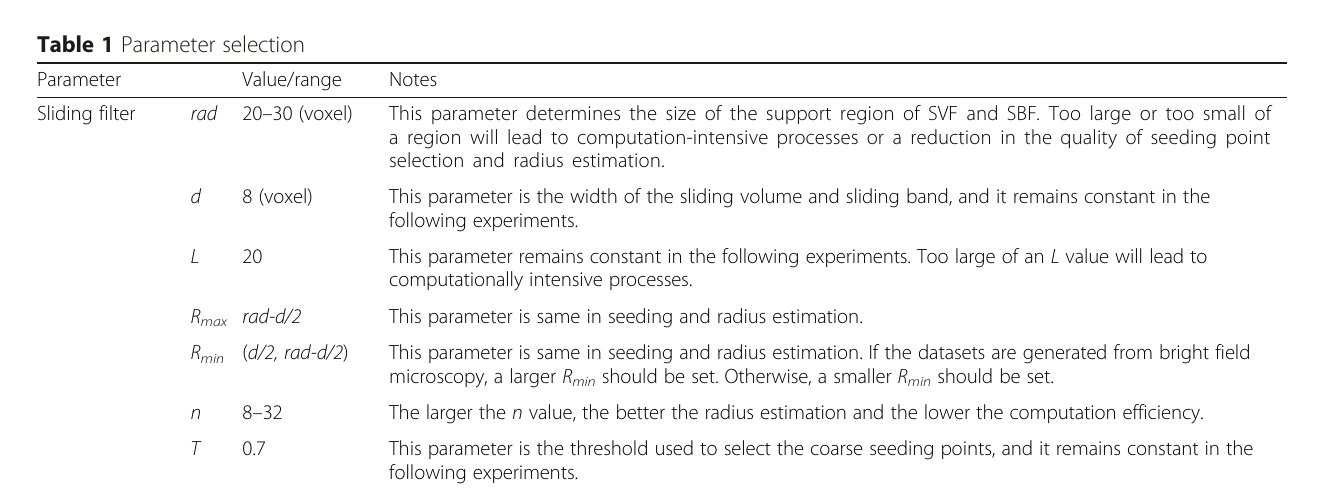 Table 1 Parameter selection
Parameter Value/range Notes
Sliding filter rad 20–30 (voxel) This parameter determines the size of the support region of SVF and SBF. Too large or too small of
a region will lead to computation-intensive processes or a reduction in the quality of seeding point
selection and radius estimation.
d 8 (voxel) This parameter is the width of the sliding volume and sliding band, and it remains constant in the
following experiments.
L 20 This parameter remains constant in the following experiments. Too large of an L value will lead to
computationally intensive processes.
Rmax rad-d/2 This parameter is same in seeding and radius estimation.
Rmin (d/2, rad-d/2) This parameter is same in seeding and radius estimation. If the datasets are generated from bright field
microscopy, a larger Rmin should be set. Otherwise, a smaller Rmin should be set.
n 8–32 The larger the n value, the better the radius estimation and the lower the computation efficiency.
T 0.7 This parameter is the threshold used to select the coarse seeding points, and it remains constant in the
following experiments.